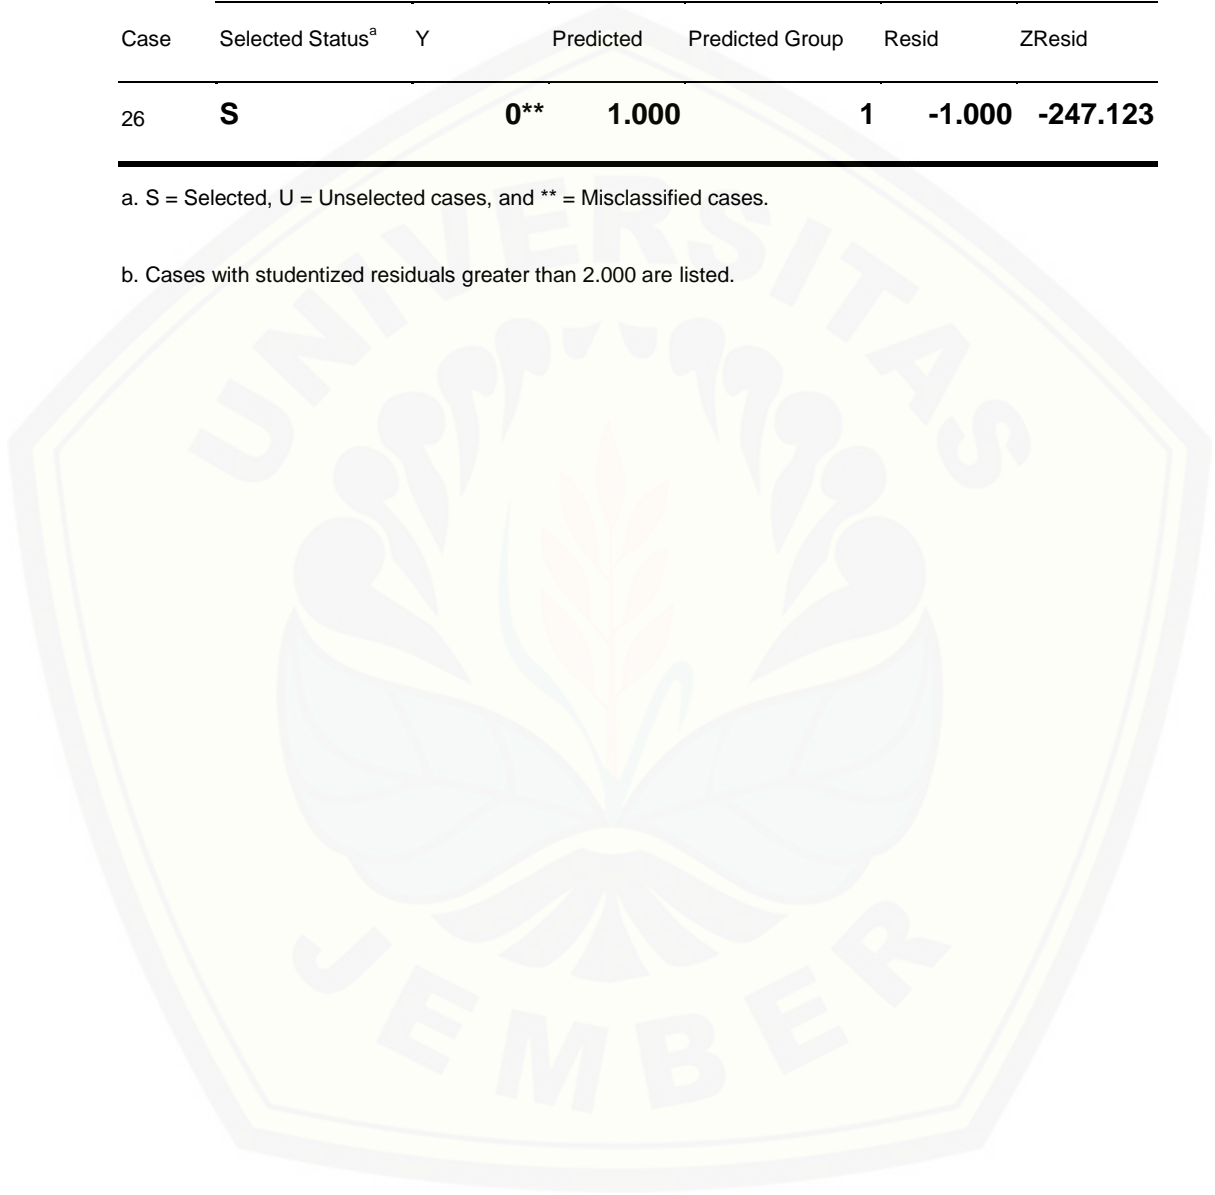 Case Selected Status^a Y Predicted Predicted Group Resid ZResid
26 S 0** 1.000 1 -1.000 -247.123
a. S = Selected, U = Unselected cases, and ** = Misclassified cases.
b. Cases with studentized residuals greater than 2.000 are listed.
UNIVERSITAS
JEMBER